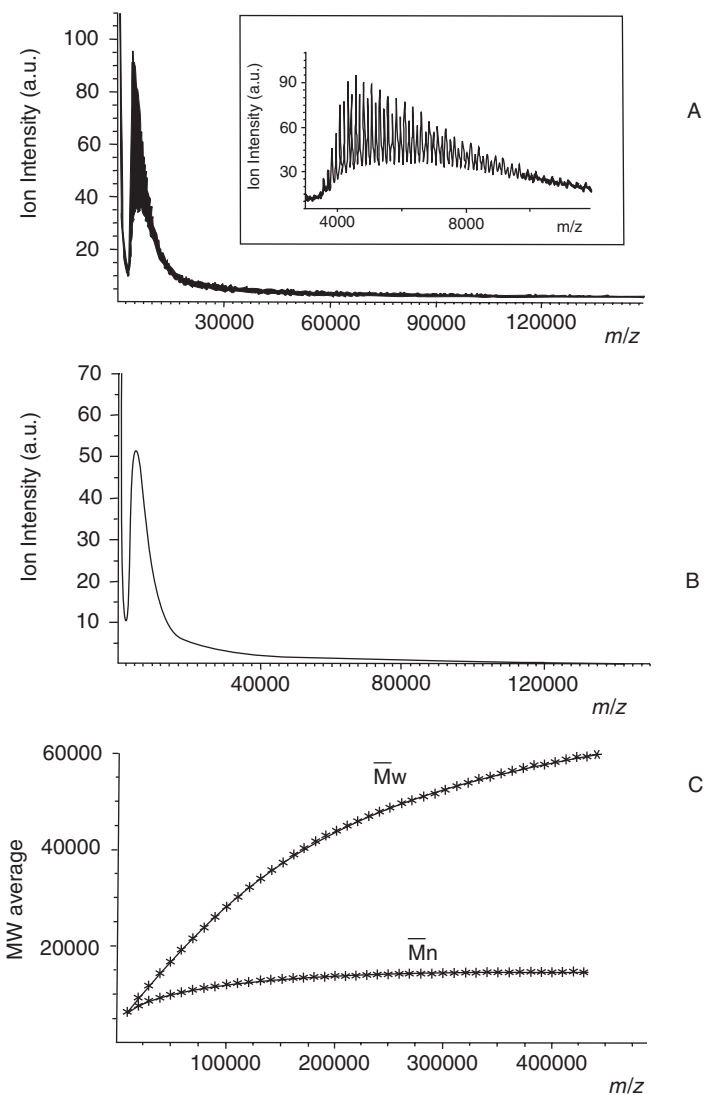 A
Ion Intensity (a.u.)
100
80
60
40
20
30000 60000 90000 120000
m/z
Ion Intensity (a.u.)
90
60
30
4000 8000
m/z
B
Ion Intensity (a.u.)
70
60
50
40
30
20
10
40000 80000 120000
m/z
C
MW average
60000
40000
20000
M̅w
M̅n
100000 200000 300000 400000
m/z